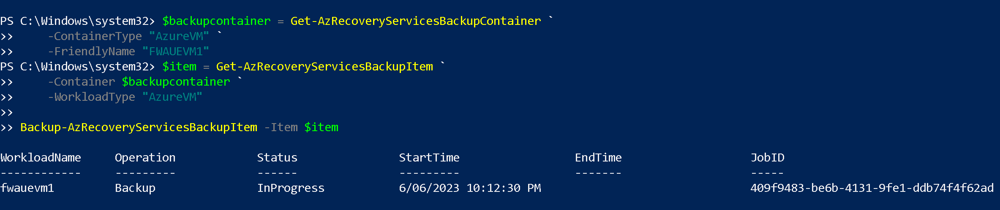 PS C:\Windows\system32> $backupcontainer = Get-AzRecoveryServicesBackupContainer `
>>     -ContainerType "AzureVM" `
>>     -FriendlyName "FWAUEVM1"
PS C:\Windows\system32> $item = Get-AzRecoveryServicesBackupItem `
>>     -Container $backupcontainer `
>>     -WorkloadType "AzureVM"
>>
>> Backup-AzRecoveryServicesBackupItem -Item $item
WorkloadName     Operation            Status               StartTime                 EndTime                   JobID
------------     ---------            ------               ---------                 -------                   -----
fwauevm1         Backup               InProgress           6/06/2023 10:12:30 PM                               409f9483-be6b-4131-9fe1-ddb74f4f62ad